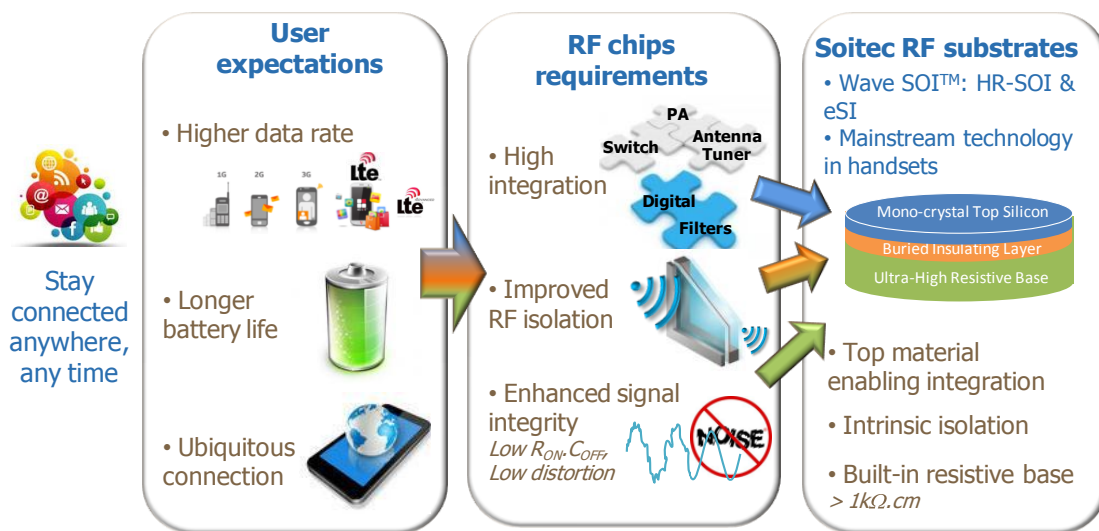 Stay
connected
anywhere,
any time
User
expectations
• Higher data rate
1G
2G
3G
Lte
Lte
• Longer
battery life
• Ubiquitous
connection
RF chips
requirements
• High
integration
PA
Switch
Antenna
Tuner
Digital
Filters
• Improved
RF isolation
• Enhanced signal
integrity
Low R_ON.C_OFF,
Low distortion
NOISE
Soitec RF substrates
• Wave SOI™: HR-SOI &
eSI
• Mainstream technology
in handsets
Mono-crystal Top Silicon
Buried Insulating Layer
Ultra-High Resistive Base
• Top material
enabling integration
• Intrinsic isolation
• Built-in resistive base
> 1kΩ.cm